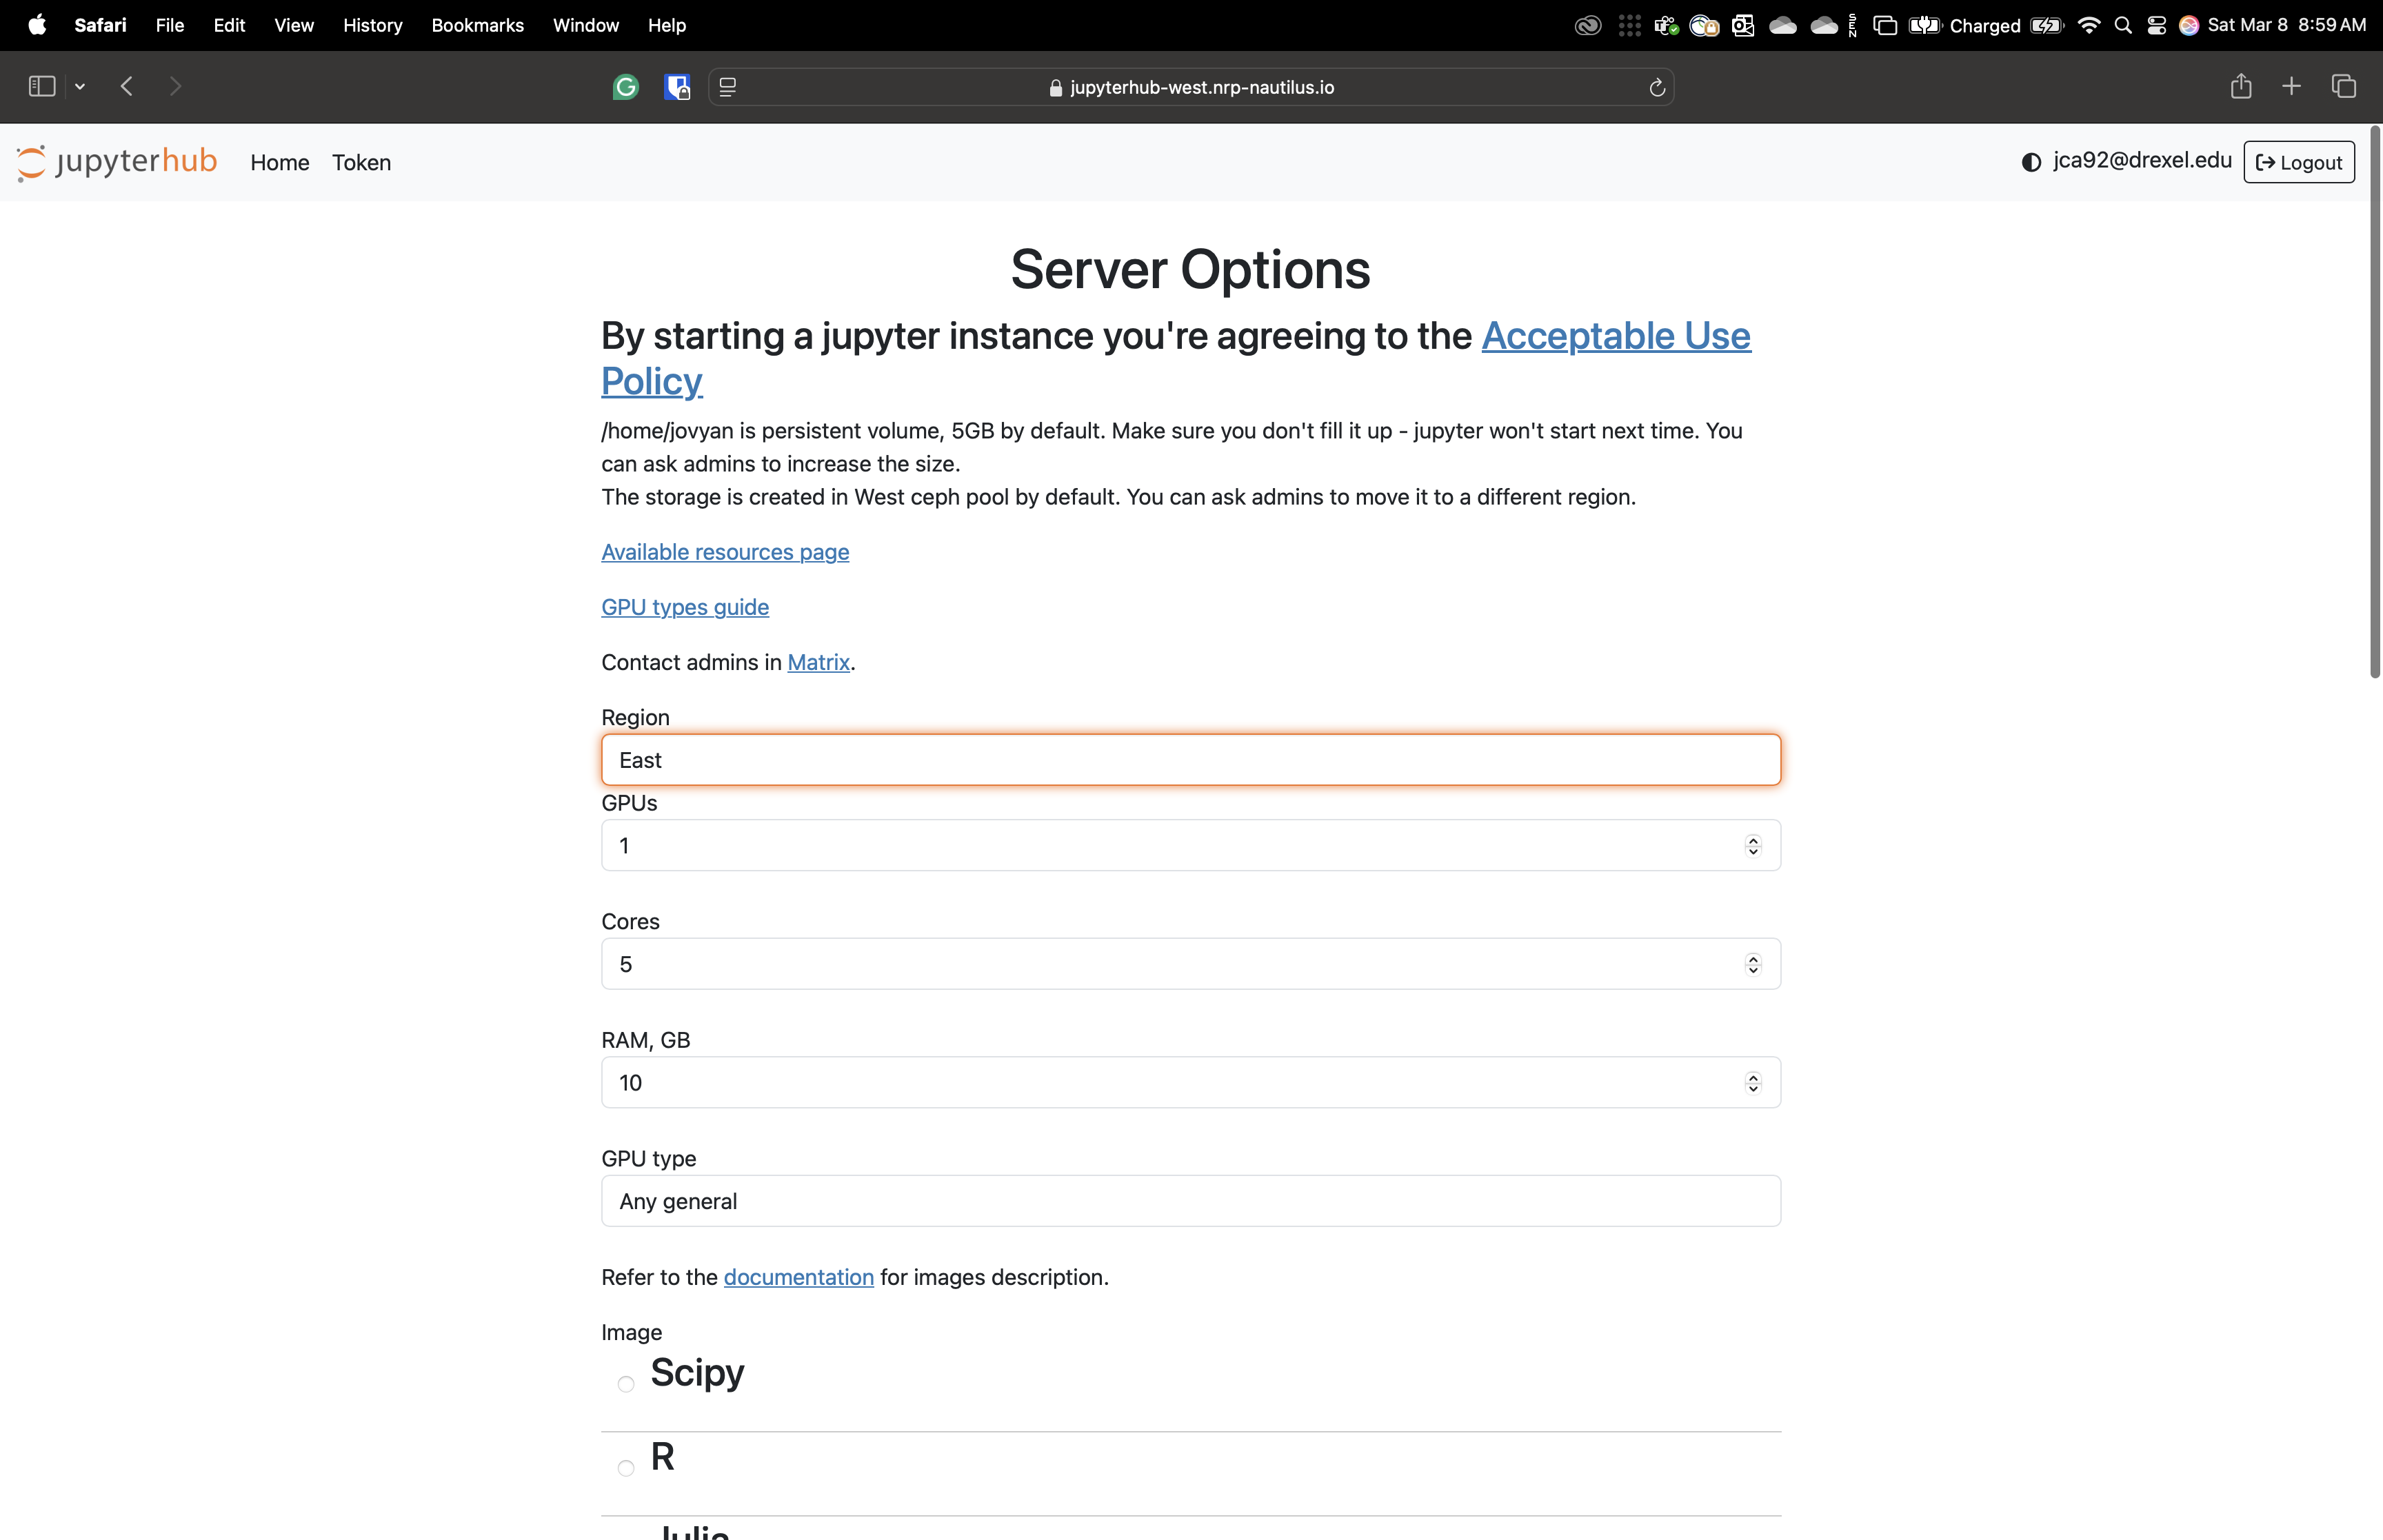 Safari File Edit View History Bookmarks Window Help Charged Sat Mar 8 8:59 AM
jupyterhub-west.nrp-nautilus.io
jupyterhub Home Token jca92@drexel.edu Logout
Server Options
By starting a jupyter instance you're agreeing to the Acceptable Use
Policy
/home/jovyan is persistent volume, 5GB by default. Make sure you don't fill it up - jupyter won't start next time. You
can ask admins to increase the size.
The storage is created in West ceph pool by default. You can ask admins to move it to a different region.
Available resources page
GPU types guide
Contact admins in Matrix.
Region
East
GPUs
1
Cores
5
RAM, GB
10
GPU type
Any general
Refer to the documentation for images description.
Image
Scipy
R
Julia